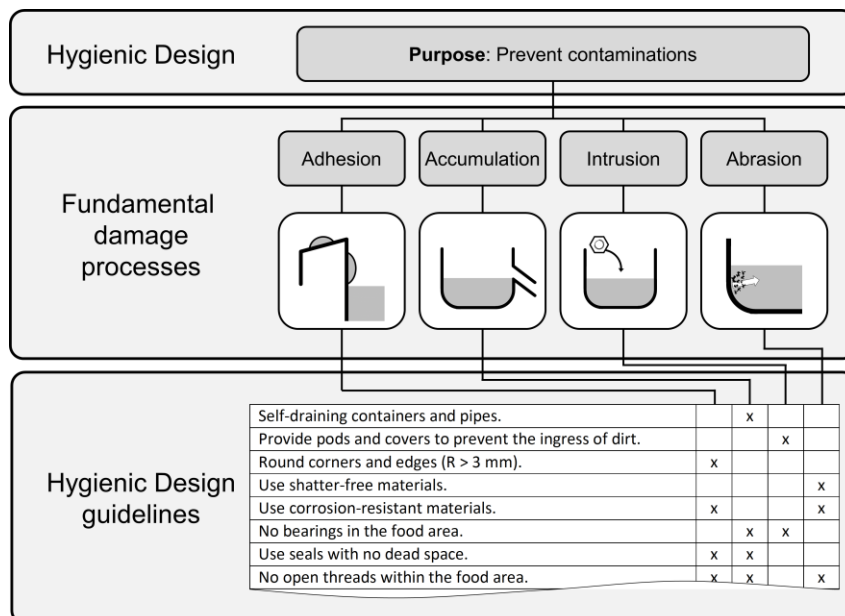 Hygienic Design
Purpose: Prevent contaminations
Fundamental
damage
processes
Adhesion
Accumulation
Intrusion
Abrasion
Hygienic Design
guidelines
Self-draining containers and pipes. x
Provide pods and covers to prevent the ingress of dirt. x
Round corners and edges (R > 3 mm). x
Use shatter-free materials. x
Use corrosion-resistant materials. x x
No bearings in the food area. x x
Use seals with no dead space. x x
No open threads within the food area. x x x